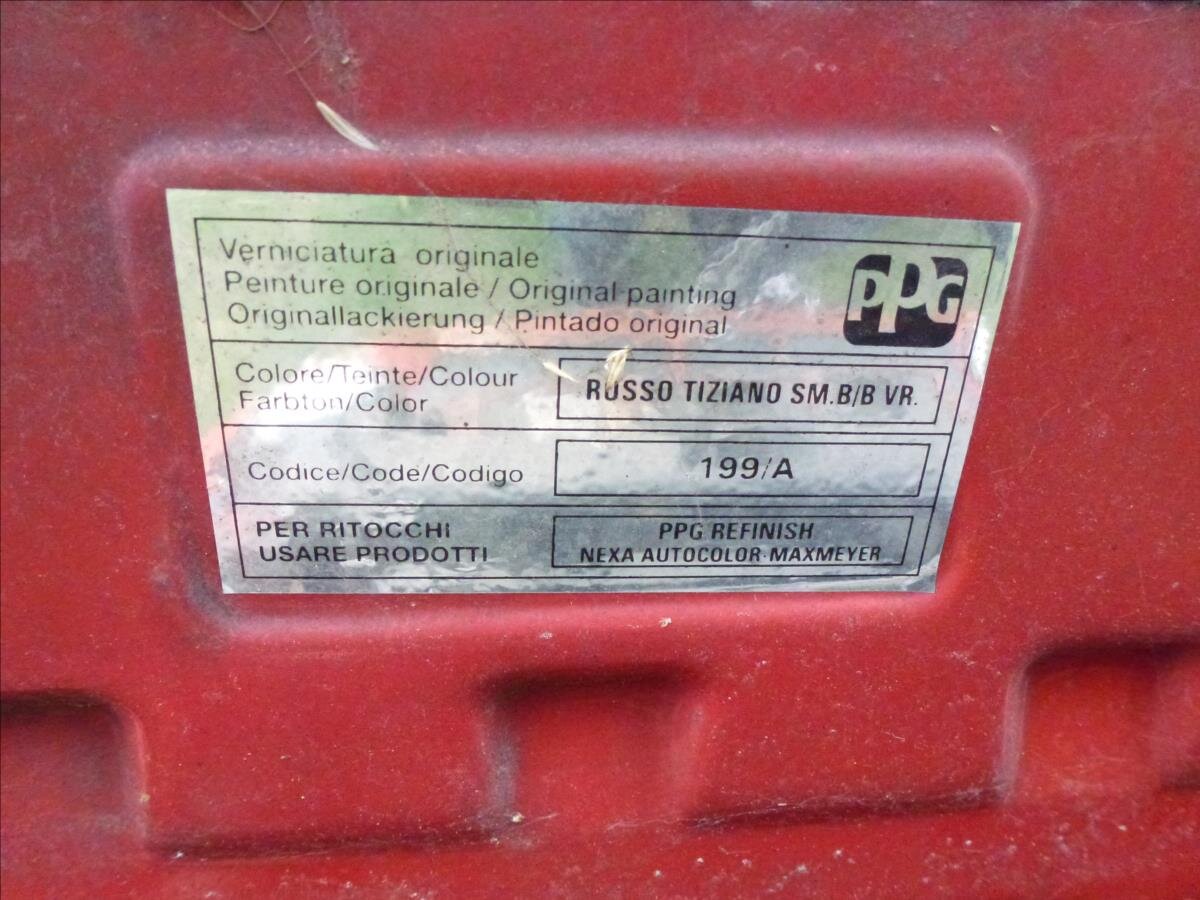 Verniciatura originale
Peinture originale / Original painting
Originallackierung / Pintado original
PPG
Colore/Teinte/Colour
Farbton/Color
ROSSO TIZIANO SM.B/B VR.
Codice/Code/Codigo
199/A
PER RITOCCHI
USARE PRODOTTI
PPG REFINISH
NEXA AUTOCOLOR-MAXMEYER